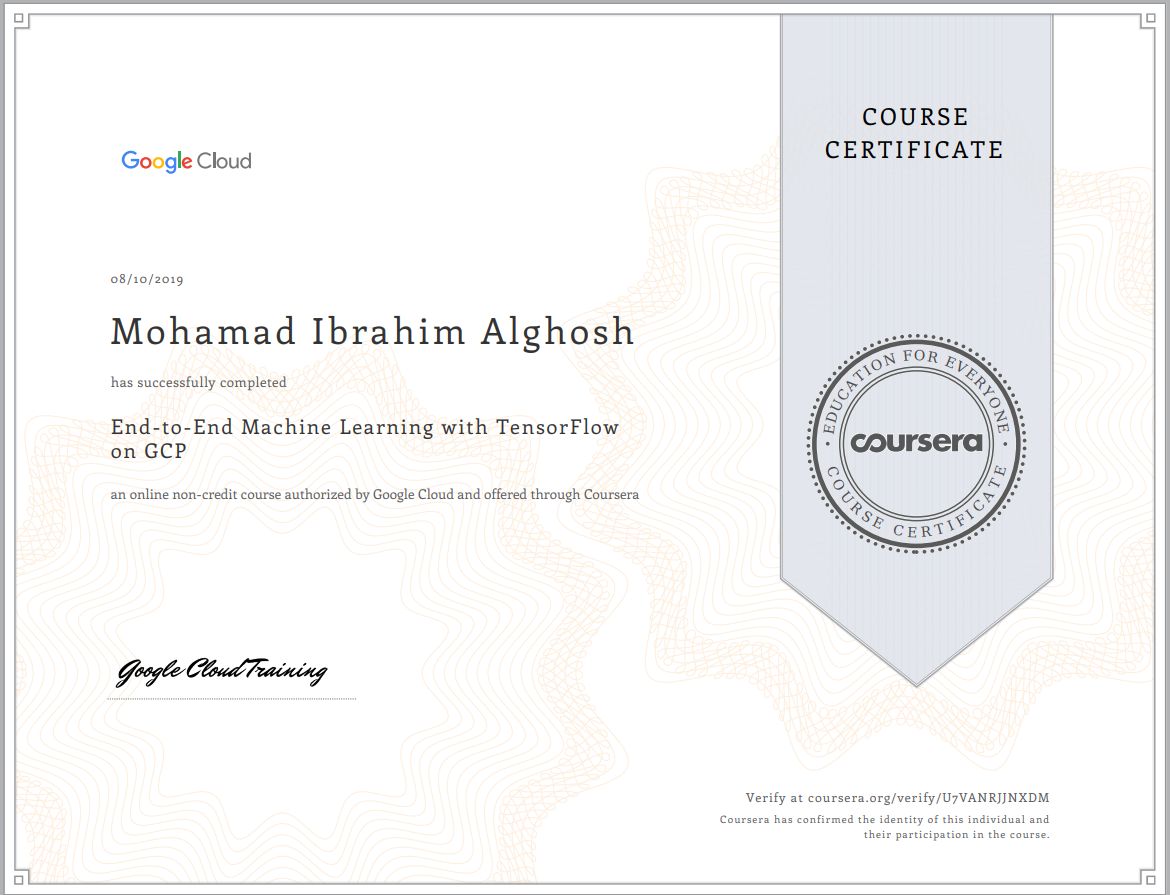 COURSE
CERTIFICATE
Google Cloud
08/10/2019
Mohamad Ibrahim Alghosh
has successfully completed
End-to-End Machine Learning with TensorFlow
on GCP
an online non-credit course authorized by Google Cloud and offered through Coursera
EDUCATION FOR EVERYONE
coursera
COURSE CERTIFICATE
Google Cloud Training
Verify at coursera.org/verify/U7VANRJJNXDM
Coursera has confirmed the identity of this individual and
their participation in the course.